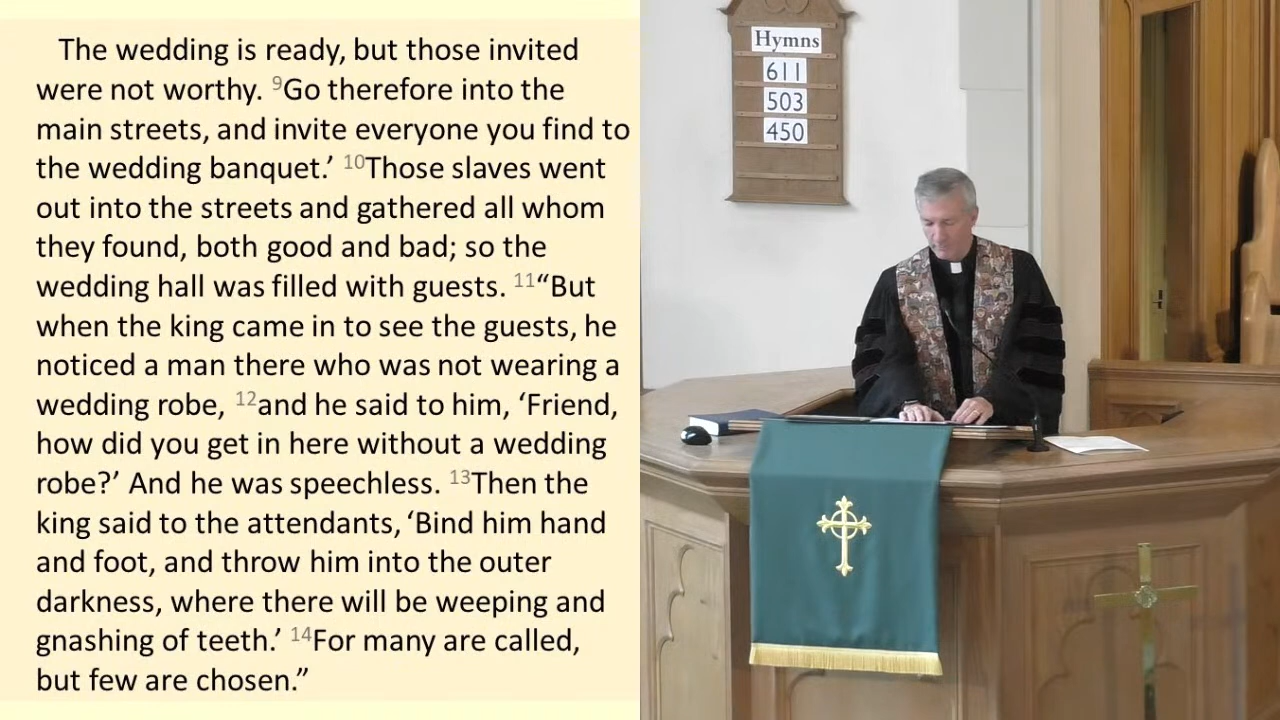 The wedding is ready, but those invited
were not worthy. 9Go therefore into the
main streets, and invite everyone you find to
the wedding banquet.’ 10Those slaves went
out into the streets and gathered all whom
they found, both good and bad; so the
wedding hall was filled with guests. 11“But
when the king came in to see the guests, he
noticed a man there who was not wearing a
wedding robe, 12and he said to him, ‘Friend,
how did you get in here without a wedding
robe?’ And he was speechless. 13Then the
king said to the attendants, ‘Bind him hand
and foot, and throw him into the outer
darkness, where there will be weeping and
gnashing of teeth.’ 14For many are called,
but few are chosen.”
Hymns
611
503
450